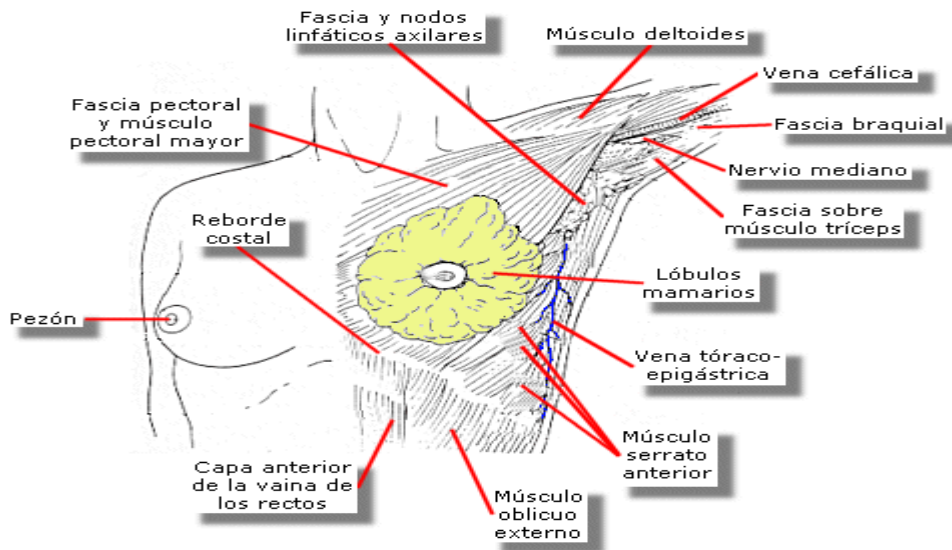 Fascia y nodos
linfáticos axilares
Músculo deltoides
Vena cefálica
Fascia pectoral
y músculo
pectoral mayor
Fascia braquial
Nervio mediano
Fascia sobre
músculo tríceps
Reborde
costal
Lóbulos
mamarios
Pezón
Vena tóraco-
epigástrica
Músculo
serrato
anterior
Capa anterior
de la vaina de
los rectos
Músculo
oblicuo
externo